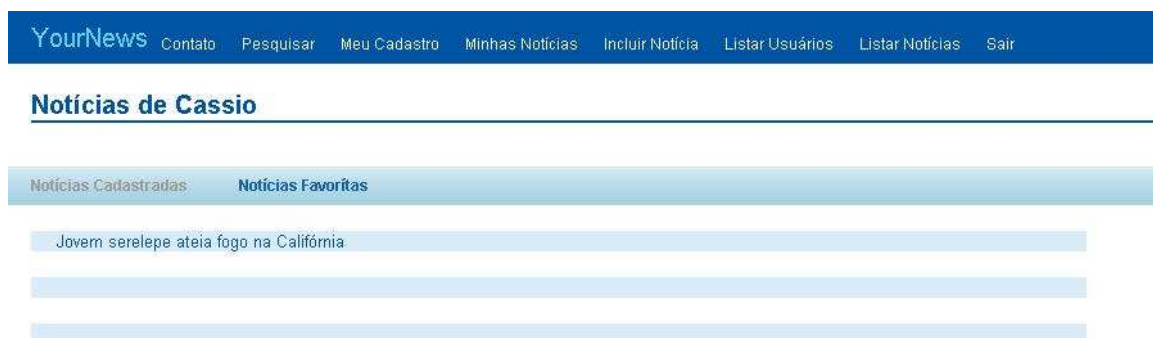 YourNews Contato Pesquisar Meu Cadastro Minhas Notícias Incluir Notícia Listar Usuários Listar Notícias Sair
Notícias de Cassio
Notícias Cadastradas Notícias Favorítas
Jovem serelepe ateia fogo na Califórnia